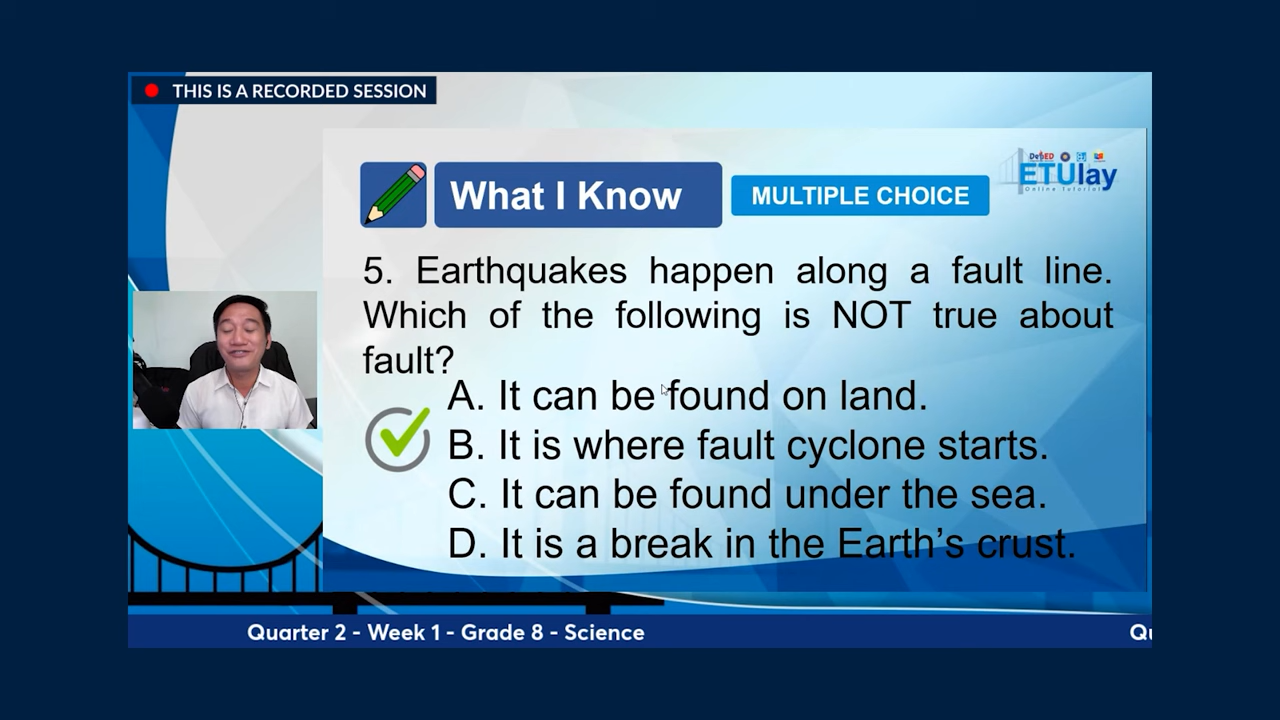 THIS IS A RECORDED SESSION
DepED
ETUlay
Online Tutorial
What I Know
MULTIPLE CHOICE
5. Earthquakes happen along a fault line.
Which of the following is NOT true about
fault?
A. It can be found on land.
B. It is where fault cyclone starts.
C. It can be found under the sea.
D. It is a break in the Earth’s crust.
Quarter 2 - Week 1 - Grade 8 - Science
Qu